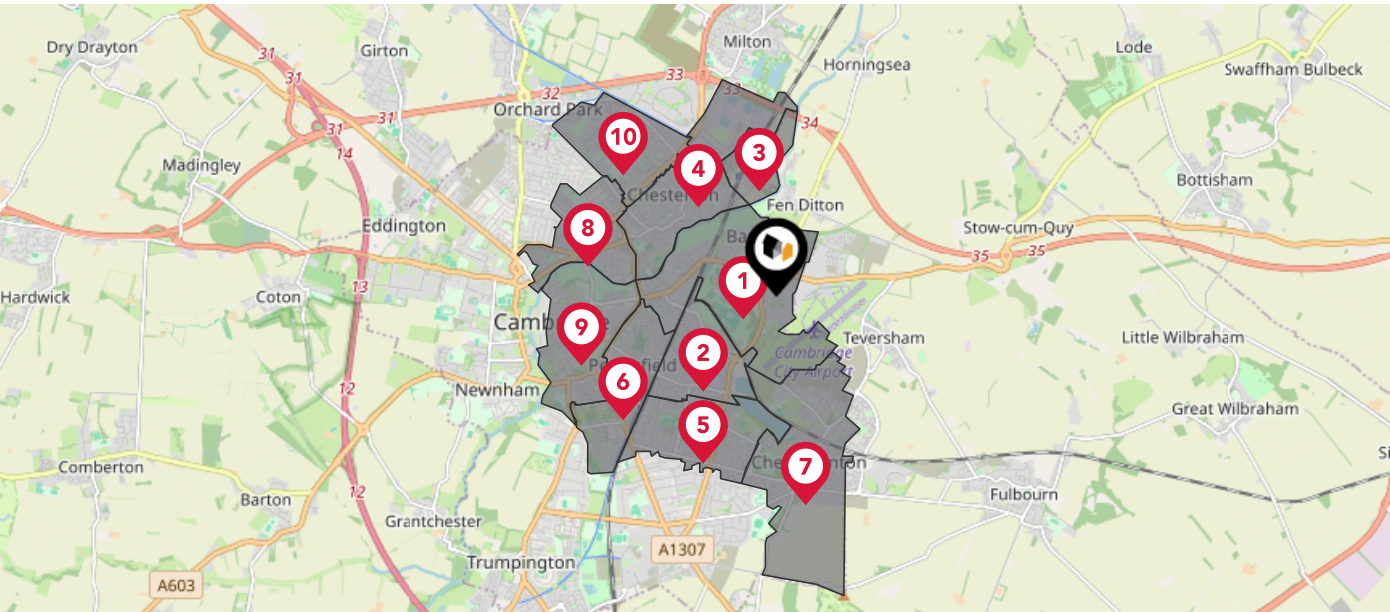 Dry Drayton
Girton
Milton
Horningsea
Lode
Swaffham Bulbeck
31
31
33
33
32
31
31
34
14
Orchard Park
10
3
4
Madingley
Chesterton
Fen Ditton
Bottisham
Eddington
8
Stow-cum-Quy
35
35
1
13
Hardwick
Coton
9
Teversham
Little Wilbraham
2
Cambridge
City Airport
6
12
Newnham
5
Great Wilbraham
7
Comberton
12
Barton
Fulbourn
Grantchester
A1307
Trumpington
A603